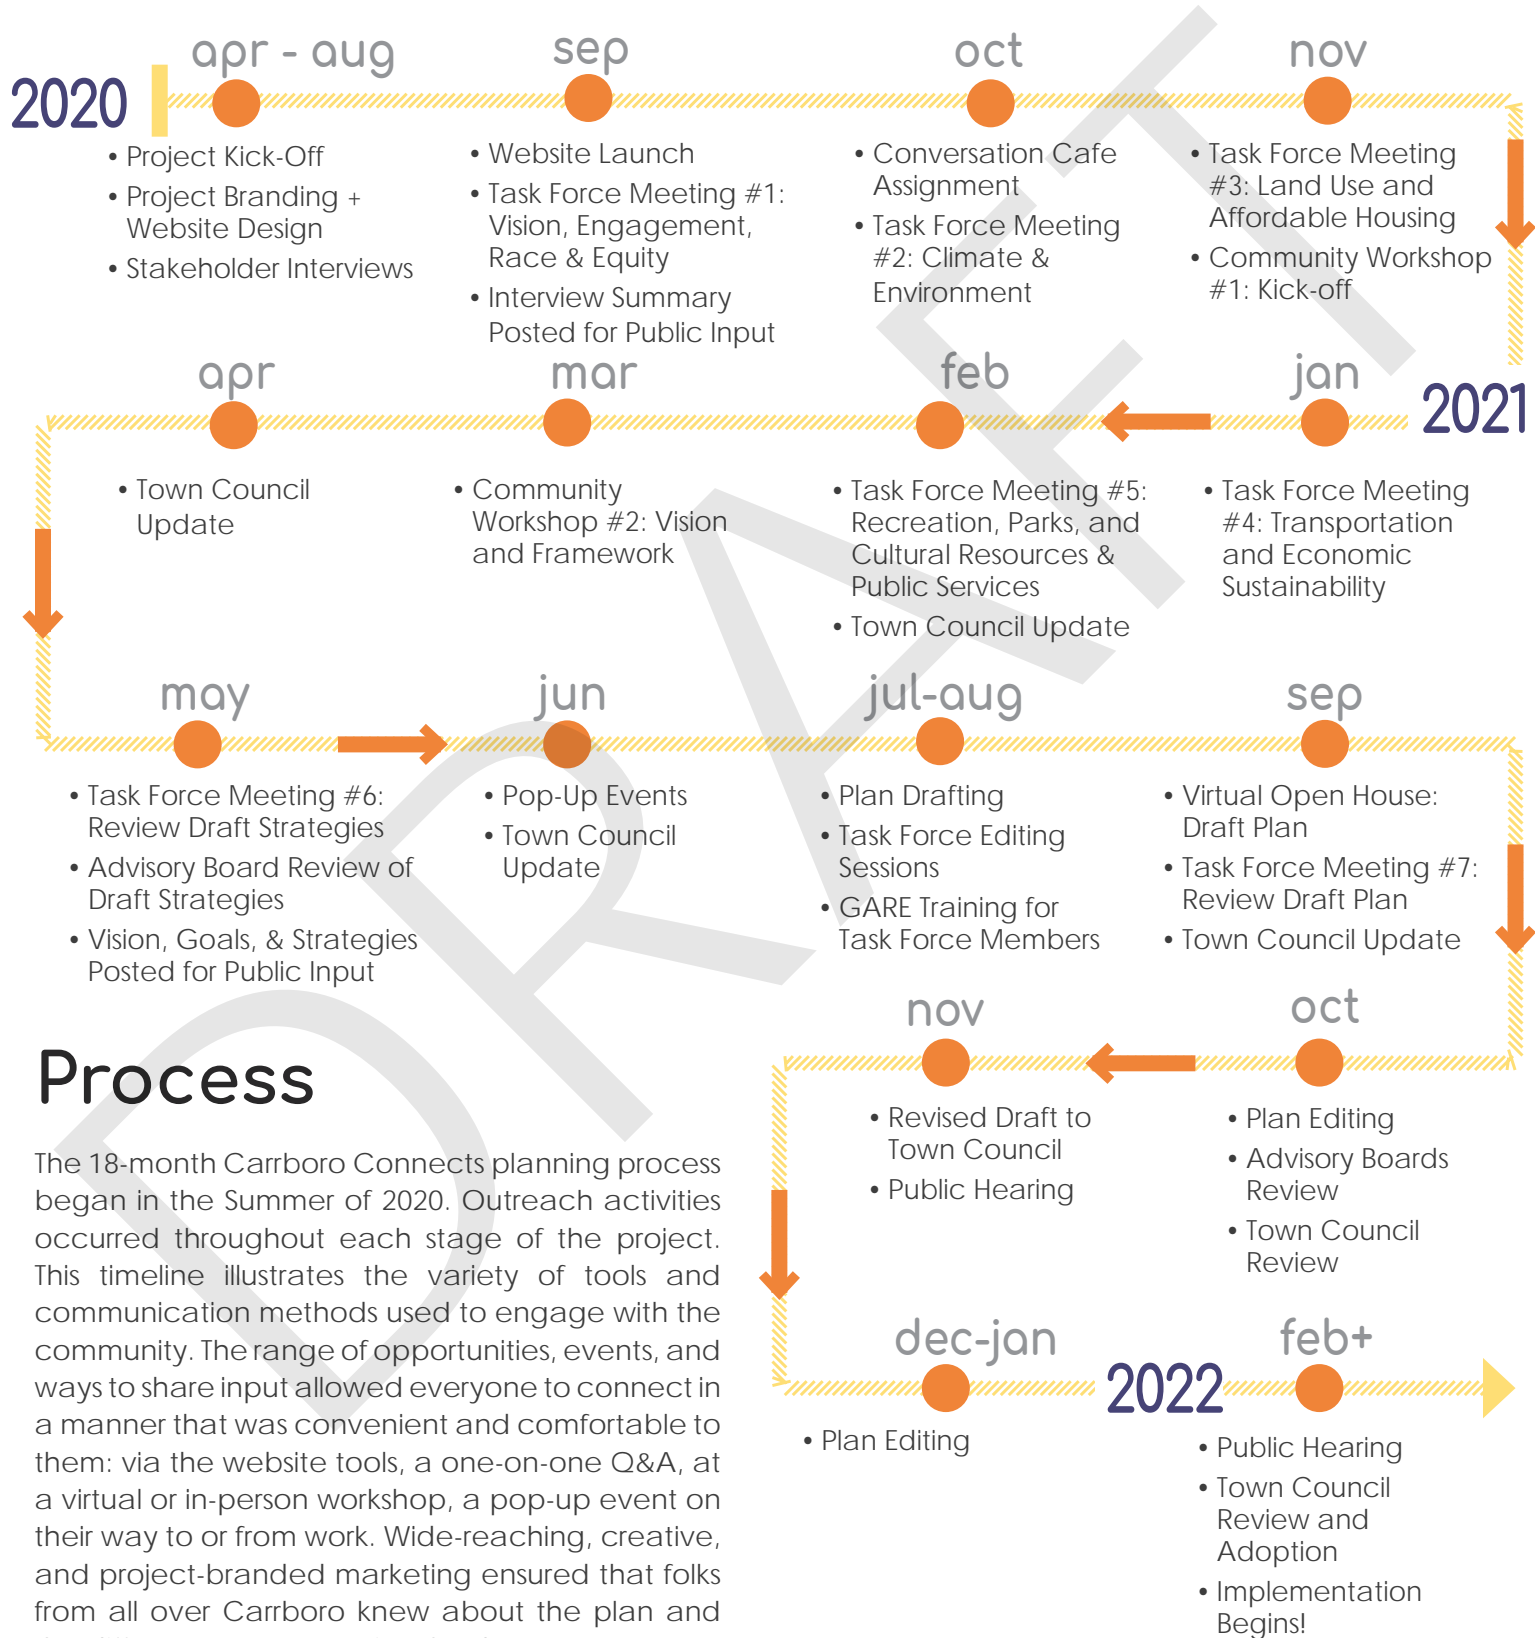 apr - aug
sep
oct
nov
2020
• Project Kick-Off
• Project Branding +
Website Design
• Stakeholder Interviews
• Website Launch
• Task Force Meeting #1:
Vision, Engagement,
Race & Equity
• Interview Summary
Posted for Public Input
• Conversation Cafe
Assignment
• Task Force Meeting
#2: Climate &
Environment
• Task Force Meeting
#3: Land Use and
Affordable Housing
• Community Workshop
#1: Kick-off
apr
mar
feb
jan
2021
• Town Council
Update
• Community
Workshop #2: Vision
and Framework
• Task Force Meeting #5:
Recreation, Parks, and
Cultural Resources &
Public Services
• Town Council Update
• Task Force Meeting
#4: Transportation
and Economic
Sustainability
may
jun
jul-aug
sep
• Task Force Meeting #6:
Review Draft Strategies
• Advisory Board Review of
Draft Strategies
• Vision, Goals, & Strategies
Posted for Public Input
• Pop-Up Events
• Town Council
Update
• Plan Drafting
• Task Force Editing
Sessions
• GARE Training for
Task Force Members
• Virtual Open House:
Draft Plan
• Task Force Meeting #7:
Review Draft Plan
• Town Council Update
nov
oct
• Revised Draft to
Town Council
• Public Hearing
• Plan Editing
• Advisory Boards
Review
• Town Council
Review
dec-jan
2022
feb+
• Plan Editing
• Public Hearing
• Town Council
Review and
Adoption
• Implementation
Begins!
Process
The 18-month Carrboro Connects planning process
began in the Summer of 2020. Outreach activities
occurred throughout each stage of the project.
This timeline illustrates the variety of tools and
communication methods used to engage with the
community. The range of opportunities, events, and
ways to share input allowed everyone to connect in
a manner that was convenient and comfortable to
them: via the website tools, a one-on-one Q&A, at
a virtual or in-person workshop, a pop-up event on
their way to or from work. Wide-reaching, creative,
and project-branded marketing ensured that folks
from all over Carrboro knew about the plan and
DRAFT